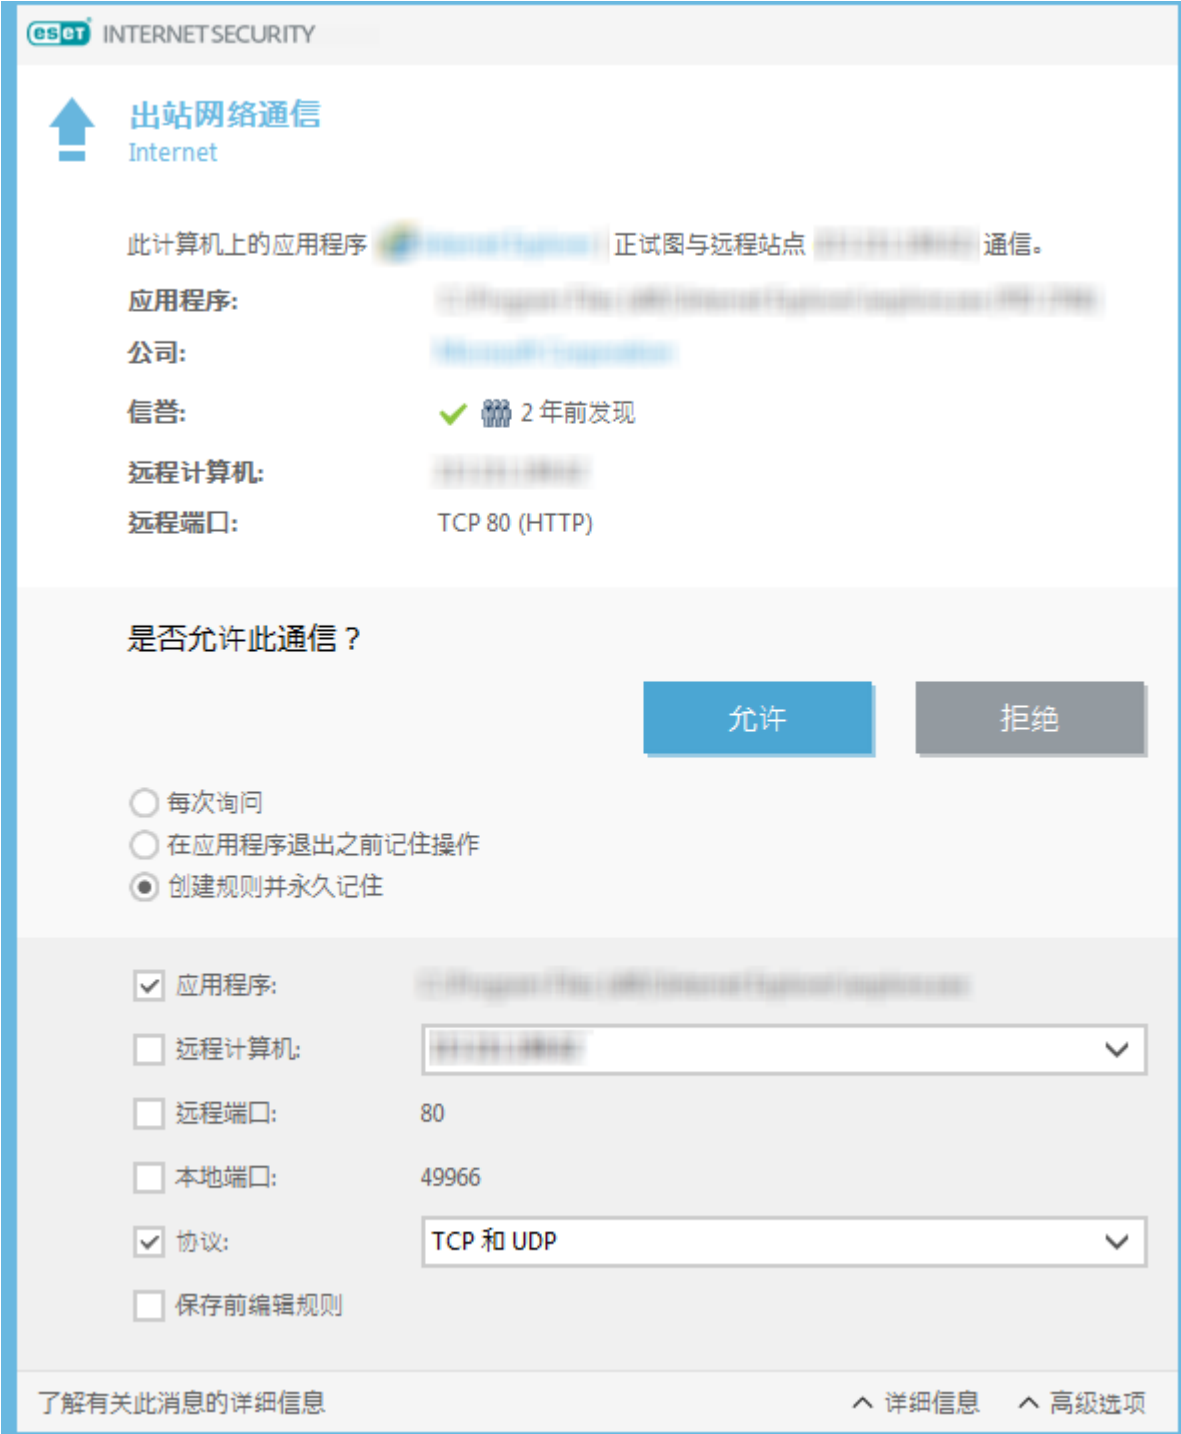 eset INTERNET SECURITY
出站网络通信
Internet
此计算机上的应用程序 正试图与远程站点 通信。
应用程序:
公司:
信誉: 2 年前发现
远程计算机:
远程端口: TCP 80 (HTTP)
是否允许此通信？
允许 拒绝
每次询问
在应用程序退出之前记住操作
创建规则并永久记住
应用程序:
远程计算机:
远程端口: 80
本地端口: 49966
协议: TCP 和 UDP
保存前编辑规则
了解有关此消息的详细信息 详细信息 高级选项